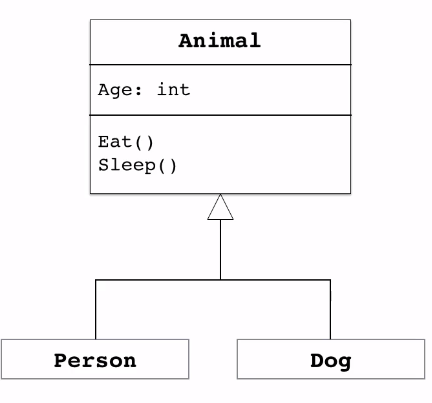 Animal
Age: int
Eat()
Sleep()
Person
Dog